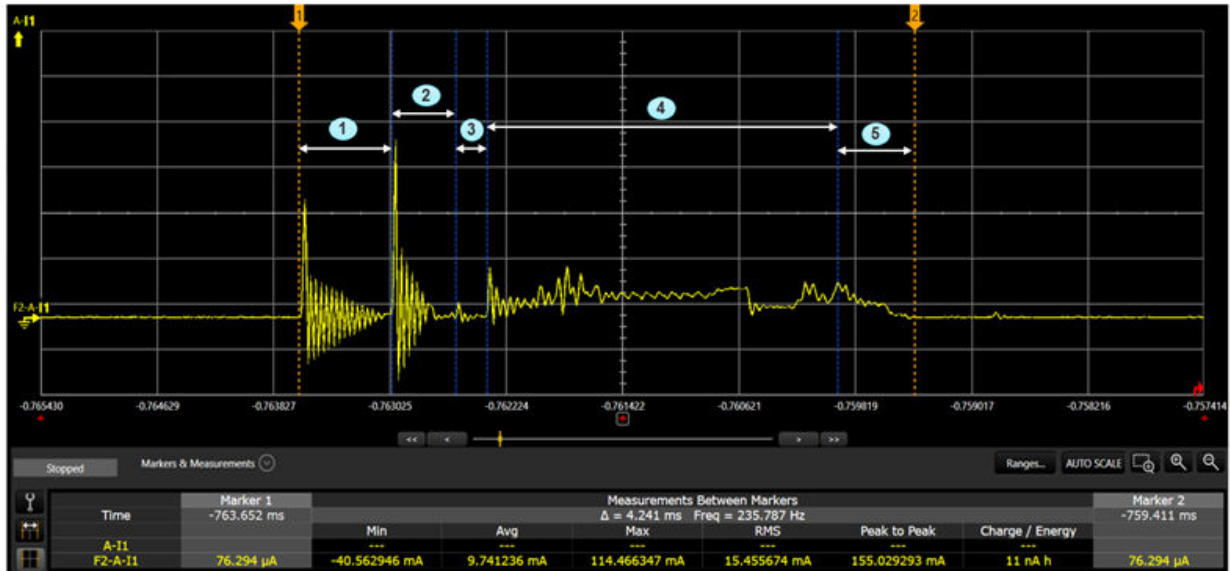 A-I1
1
2
1
2
3
4
5
F2-A-I1
-0.765430
-0.764629
-0.763827
-0.763025
-0.762224
-0.761422
-0.760621
-0.759819
-0.759017
-0.758216
-0.757414
<< < > >>
Stopped Markers & Measurements Ranges... AUTO SCALE
Marker 1 Measurements Between Markers Marker 2
Time -763.652 ms Δ = 4.241 ms Freq = 235.787 Hz -759.411 ms
Min Avg Max RMS Peak to Peak Charge / Energy
A-I1 --- --- --- --- --- ---
F2-A-I1 76.294 µA -40.562946 mA 9.741236 mA 114.466347 mA 15.455674 mA 155.029293 mA 11 nA h 76.294 µA